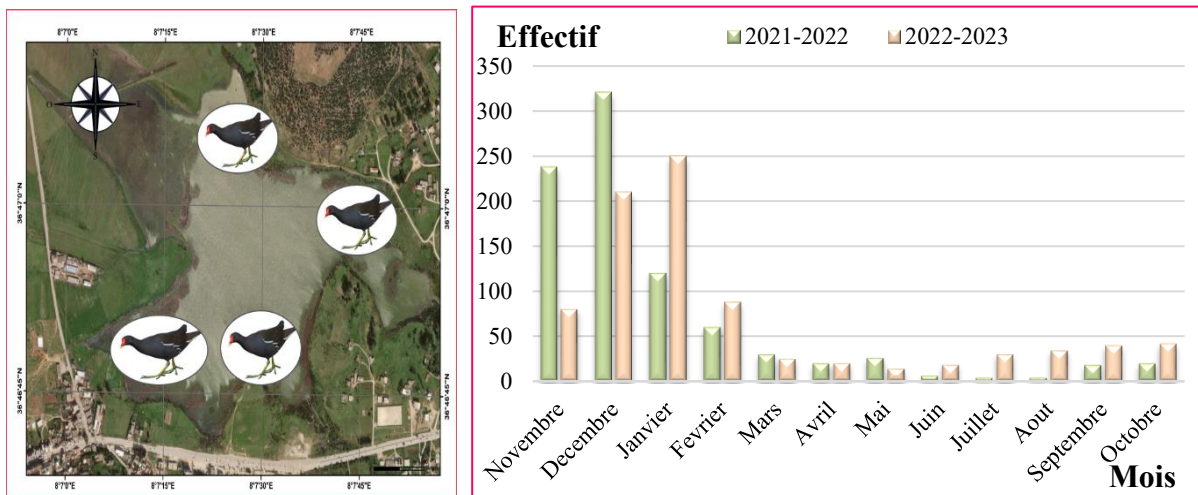 8°7'0"E 8°7'15"E 8°7'30"E 8°7'45"E
N
O E
S
36°47'0"N 36°47'0"N
36°46'45"N 36°46'45"N
8°7'0"E 8°7'15"E 8°7'30"E 8°7'45"E
Effectif
2021-2022 2022-2023
350
300
250
200
150
100
50
0
Novembre Decembre Janvier Fevrier Mars Avril Mai Juin Juillet Aout Septembre Octobre
Mois